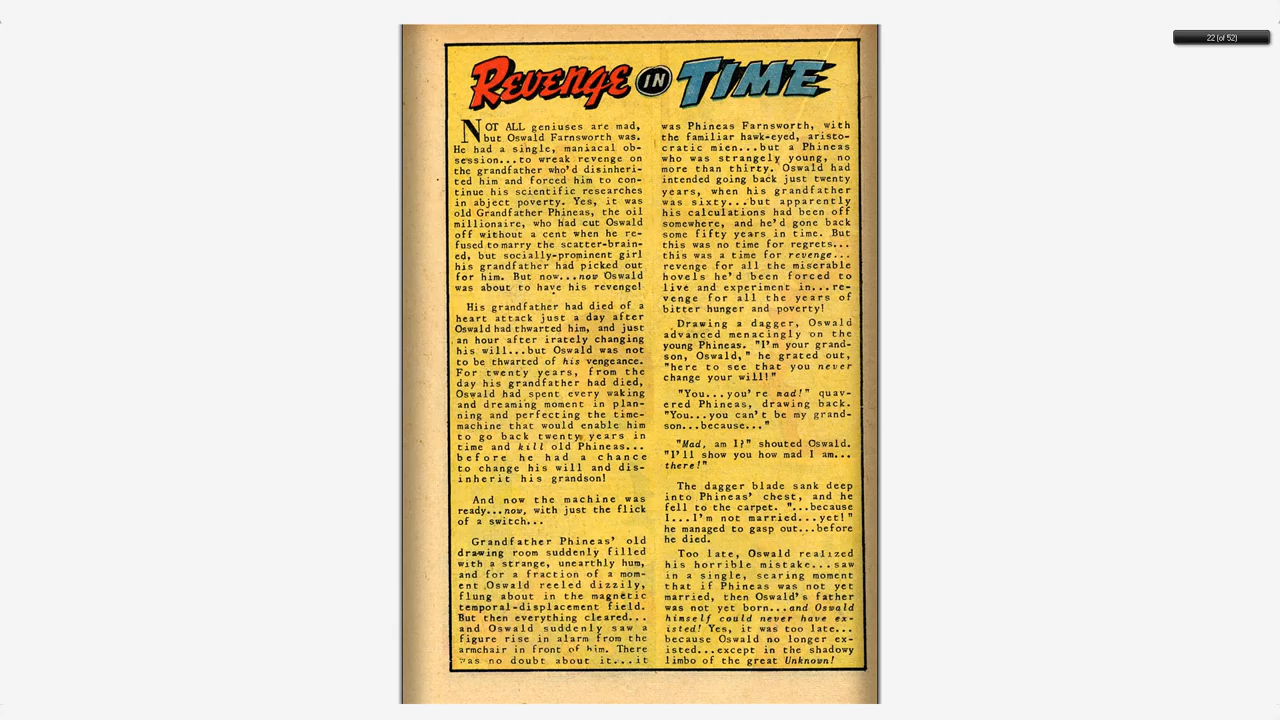 REVENGE IN TIME
22 (of 52)
NOT ALL geniuses are mad,
but Oswald Farnsworth was.
He had a single, maniacal ob-
session...to wreak revenge on
the grandfather who'd disinheri-
ted him and forced him to con-
tinue his scientific researches
in abject poverty. Yes, it was
old Grandfather Phineas, the oil
millionaire, who had cut Oswald
off without a cent when he re-
fused to marry the scatter-brain-
ed, but socially-prominent girl
his grandfather had picked out
for him. But now...now Oswald
was about to have his revenge!
His grandfather had died of a
heart attack just a day after
Oswald had thwarted him, and just
an hour after irately changing
his will...but Oswald was not
to be thwarted of his vengeance.
For twenty years, from the
day his grandfather had died,
Oswald had spent every waking
and dreaming moment in plan-
ning and perfecting the time-
machine that would enable him
to go back twenty years in
time and kill old Phineas...
before he had a chance
to change his will and dis-
inherit his grandson!
And now the machine was
ready...now, with just the flick
of a switch...
Grandfather Phineas' old
drawing room suddenly filled
with a strange, unearthly hum,
and for a fraction of a mom-
ent Oswald reeled dizzily,
flung about in the magnetic
temporal-displacement field.
But then everything cleared...
and Oswald suddenly saw a
figure rise in alarm from the
armchair in front of him. There
was no doubt about it...it
was Phineas Farnsworth, with
the familiar hawk-eyed, aristo-
cratic mien...but a Phineas
who was strangely young, no
more than thirty. Oswald had
intended going back just twenty
years, when his grandfather
was sixty...but apparently
his calculations had been off
somewhere, and he'd gone back
some fifty years in time. But
this was no time for regrets...
this was a time for revenge...
revenge for all the miserable
hovels he'd been forced to
live and experiment in...re-
venge for all the years of
bitter hunger and poverty!
Drawing a dagger, Oswald
advanced menacingly on the
young Phineas. "I'm your grand-
son, Oswald," he grated out,
"here to see that you never
change your will!"
"You...you're mad!" quav-
ered Phineas, drawing back.
"You...you can't be my grand-
son...because..."
"Mad, am I?" shouted Oswald.
"I'll show you how mad I am...
there!"
The dagger blade sank deep
into Phineas' chest, and he
fell to the carpet. "...because
I...I'm not married...yet!"
he managed to gasp out...before
he died.
Too late, Oswald realized
his horrible mistake...saw
in a single, searing moment
that if Phineas was not yet
married, then Oswald's father
was not yet born...and Oswald
himself could never have ex-
isted! Yes, it was too late...
because Oswald no longer ex-
isted...except in the shadowy
limbo of the great Unknown!